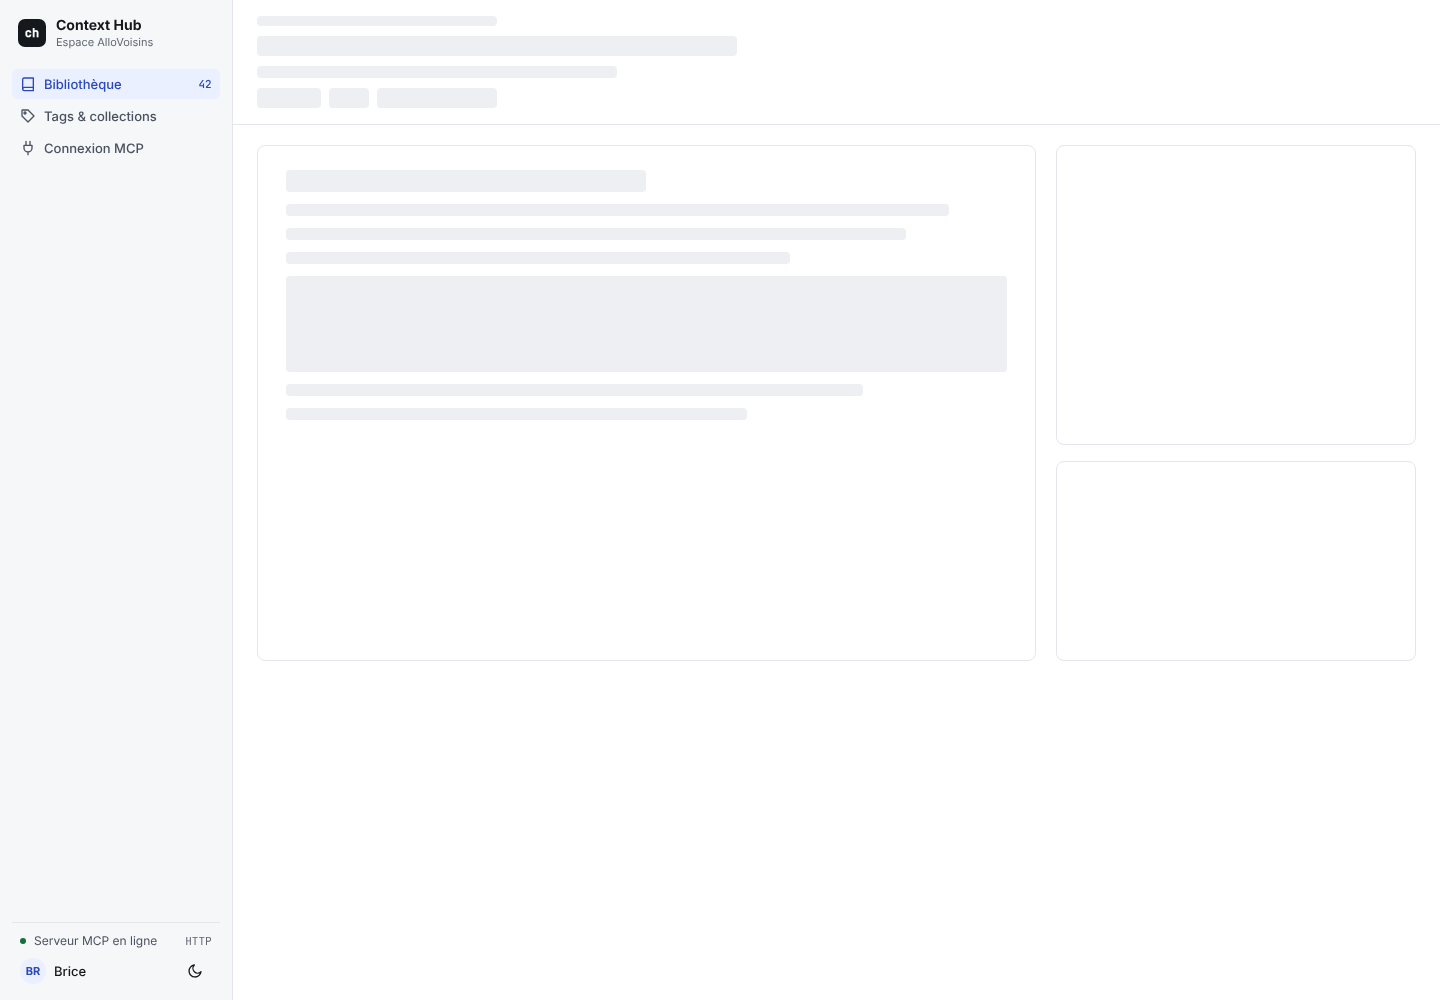 ch
Context Hub
Espace AlloVoisins
Bibliothèque 42
Tags & collections
Connexion MCP
Serveur MCP en ligne HTTP
BR Brice